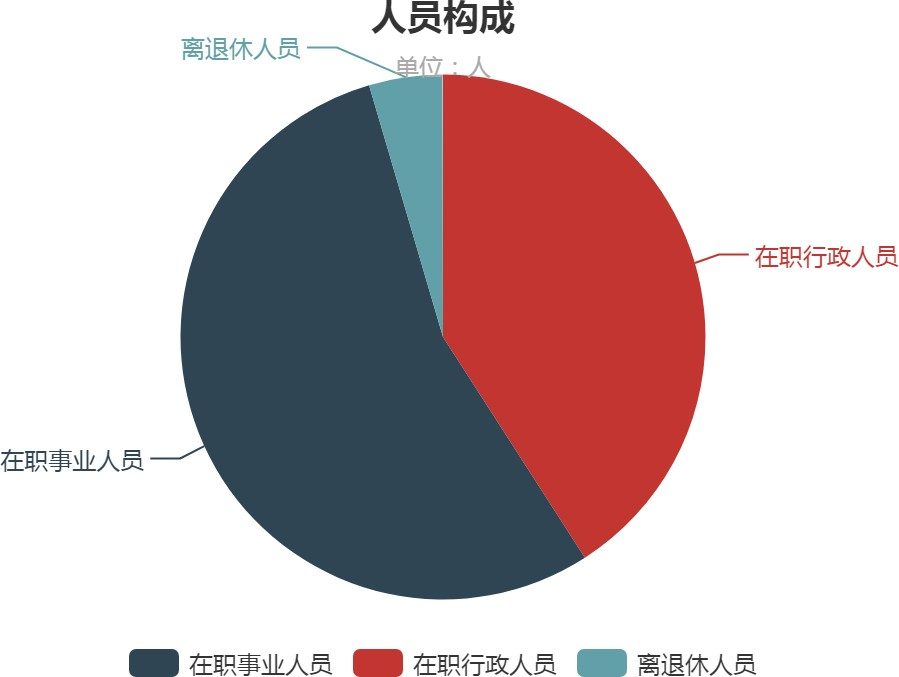 人员构成
单位：人
离退休人员
在职行政人员
在职事业人员
在职事业人员 在职行政人员 离退休人员